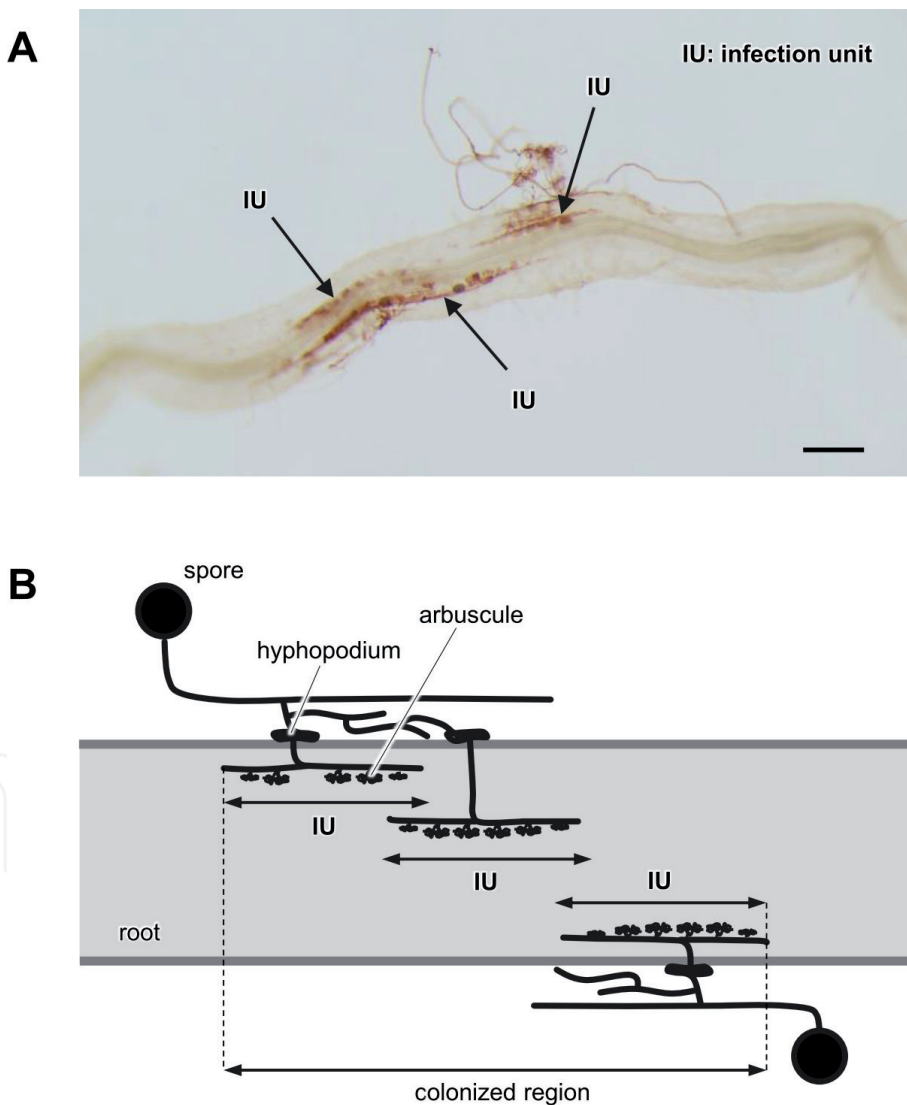 A
IU: infection unit
IU
IU
IU
B
spore
arbuscule
hyphopodium
IU
IU
IU
root
colonized region